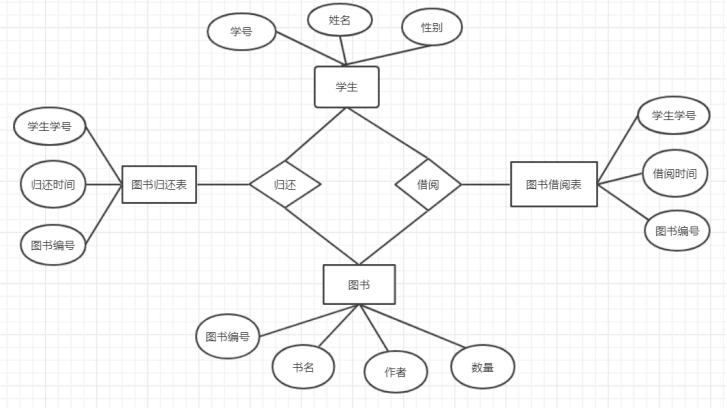 学号
姓名
性别
学生
学生学号
归还时间
图书编号
图书归还表
归还
借阅
图书借阅表
学生学号
借阅时间
图书编号
图书
图书编号
书名
作者
数量